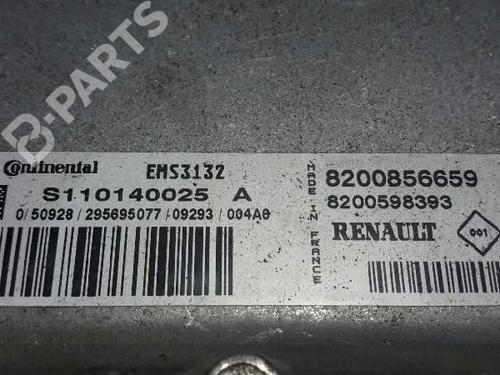 B-PARTS
Continental EMS3132
S110140025 A
0/50928/295695077/09293/004A0
MADE IN FRANCE
8200856659
8200598393
RENAULT
001